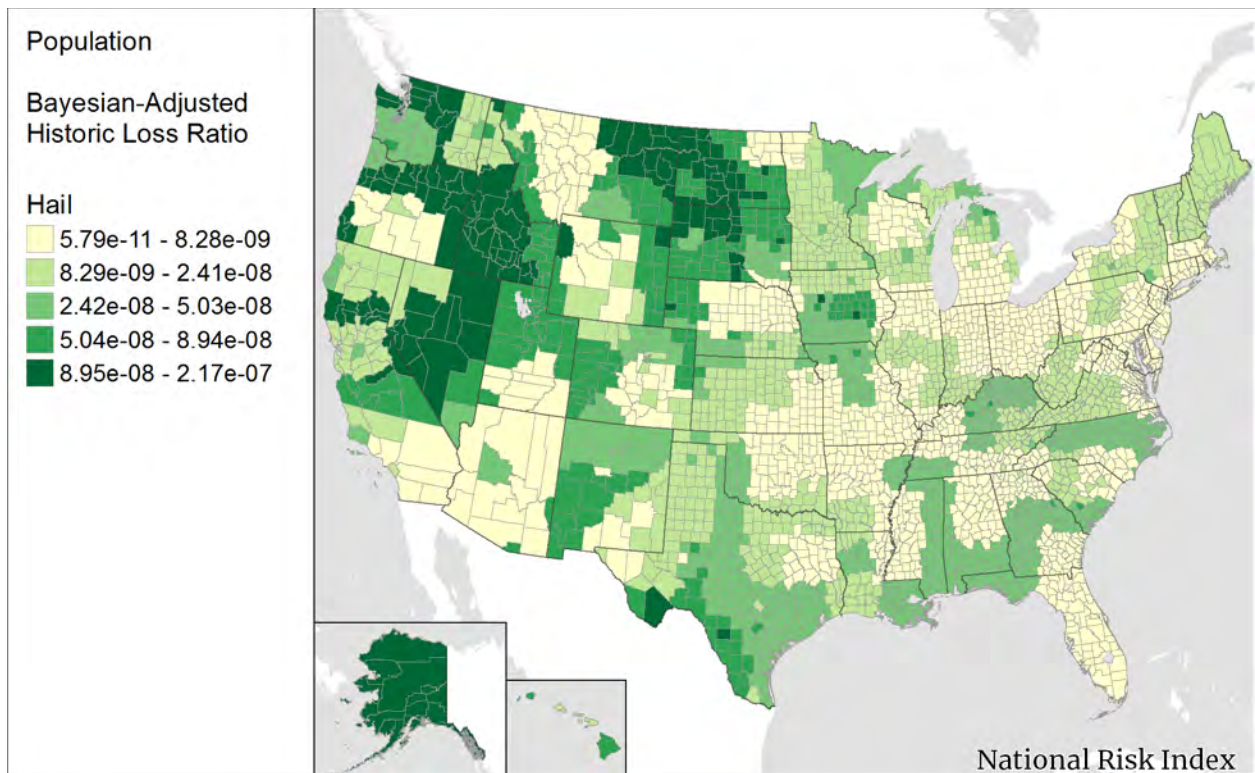 Population
Bayesian-Adjusted
Historic Loss Ratio
Hail
5.79e-11 - 8.28e-09
8.29e-09 - 2.41e-08
2.42e-08 - 5.03e-08
5.04e-08 - 8.94e-08
8.95e-08 - 2.17e-07
National Risk Index